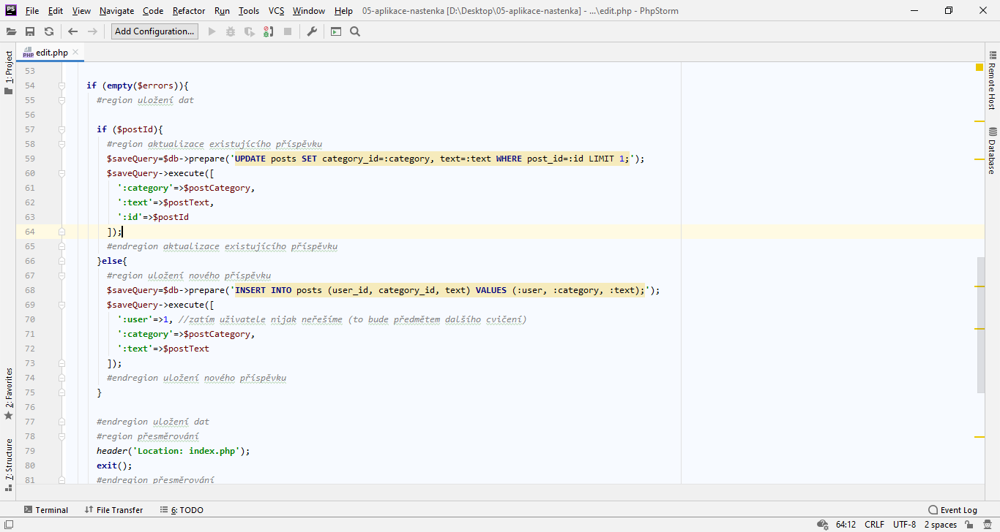 PS File Edit View Navigate Code Refactor Run Tools VCS Window Help 05-aplikace-nastenka [D:\Desktop\05-aplikace-nastenka] - ...\edit.php - PhpStorm
Add Configuration...
1: Project
PHP edit.php
53
54 if (empty($errors)){
55 #region uložení dat
56
57 if ($postId){
58 #region aktualizace existujícího příspěvku
59 $saveQuery=$db->prepare('UPDATE posts SET category_id=:category, text=:text WHERE post_id=:id LIMIT 1;');
60 $saveQuery->execute([
61 ':category'=>$postCategory,
62 ':text'=>$postText,
63 ':id'=>$postId
64 ]);
65 #endregion aktualizace existujícího příspěvku
66 }else{
67 #region uložení nového příspěvku
68 $saveQuery=$db->prepare('INSERT INTO posts (user_id, category_id, text) VALUES (:user, :category, :text);');
69 $saveQuery->execute([
70 ':user'=>1, //zatím uživatele nijak neřešíme (to bude předmětem dalšího cvičení)
71 ':category'=>$postCategory,
72 ':text'=>$postText
73 ]);
74 #endregion uložení nového příspěvku
75 }
76
77 #endregion uložení dat
78 #region přesměrování
79 header('Location: index.php');
80 exit();
81 #endregion přesměrování
2: Favorites
7: Structure
Remote Host
Database
Terminal File Transfer 6: TODO Event Log
64:12 CRLF UTF-8 2 spaces